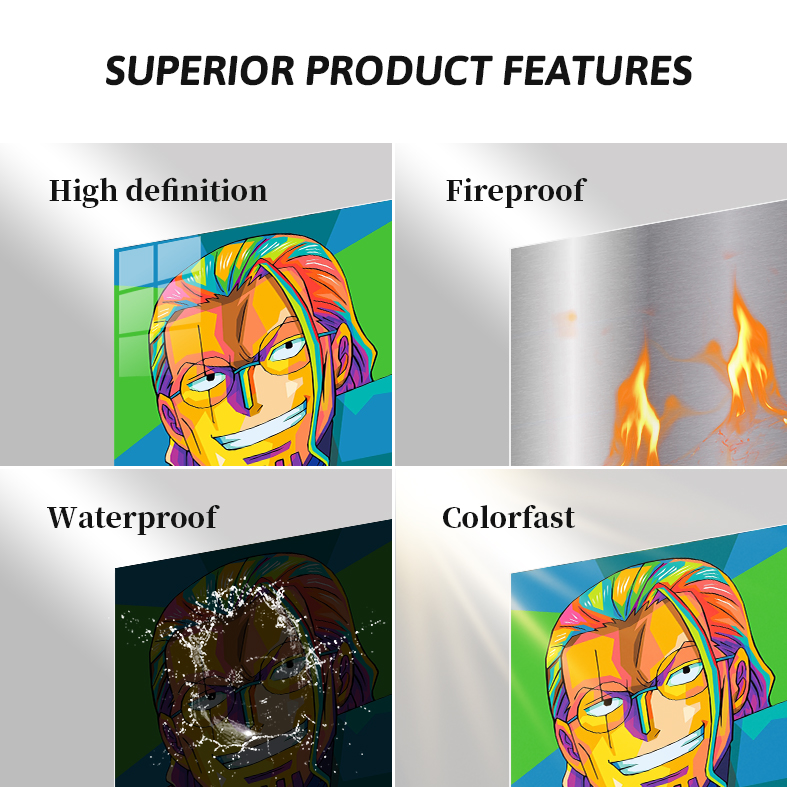 SUPERIOR PRODUCT FEATURES
High definition
Fireproof
Waterproof
Colorfast